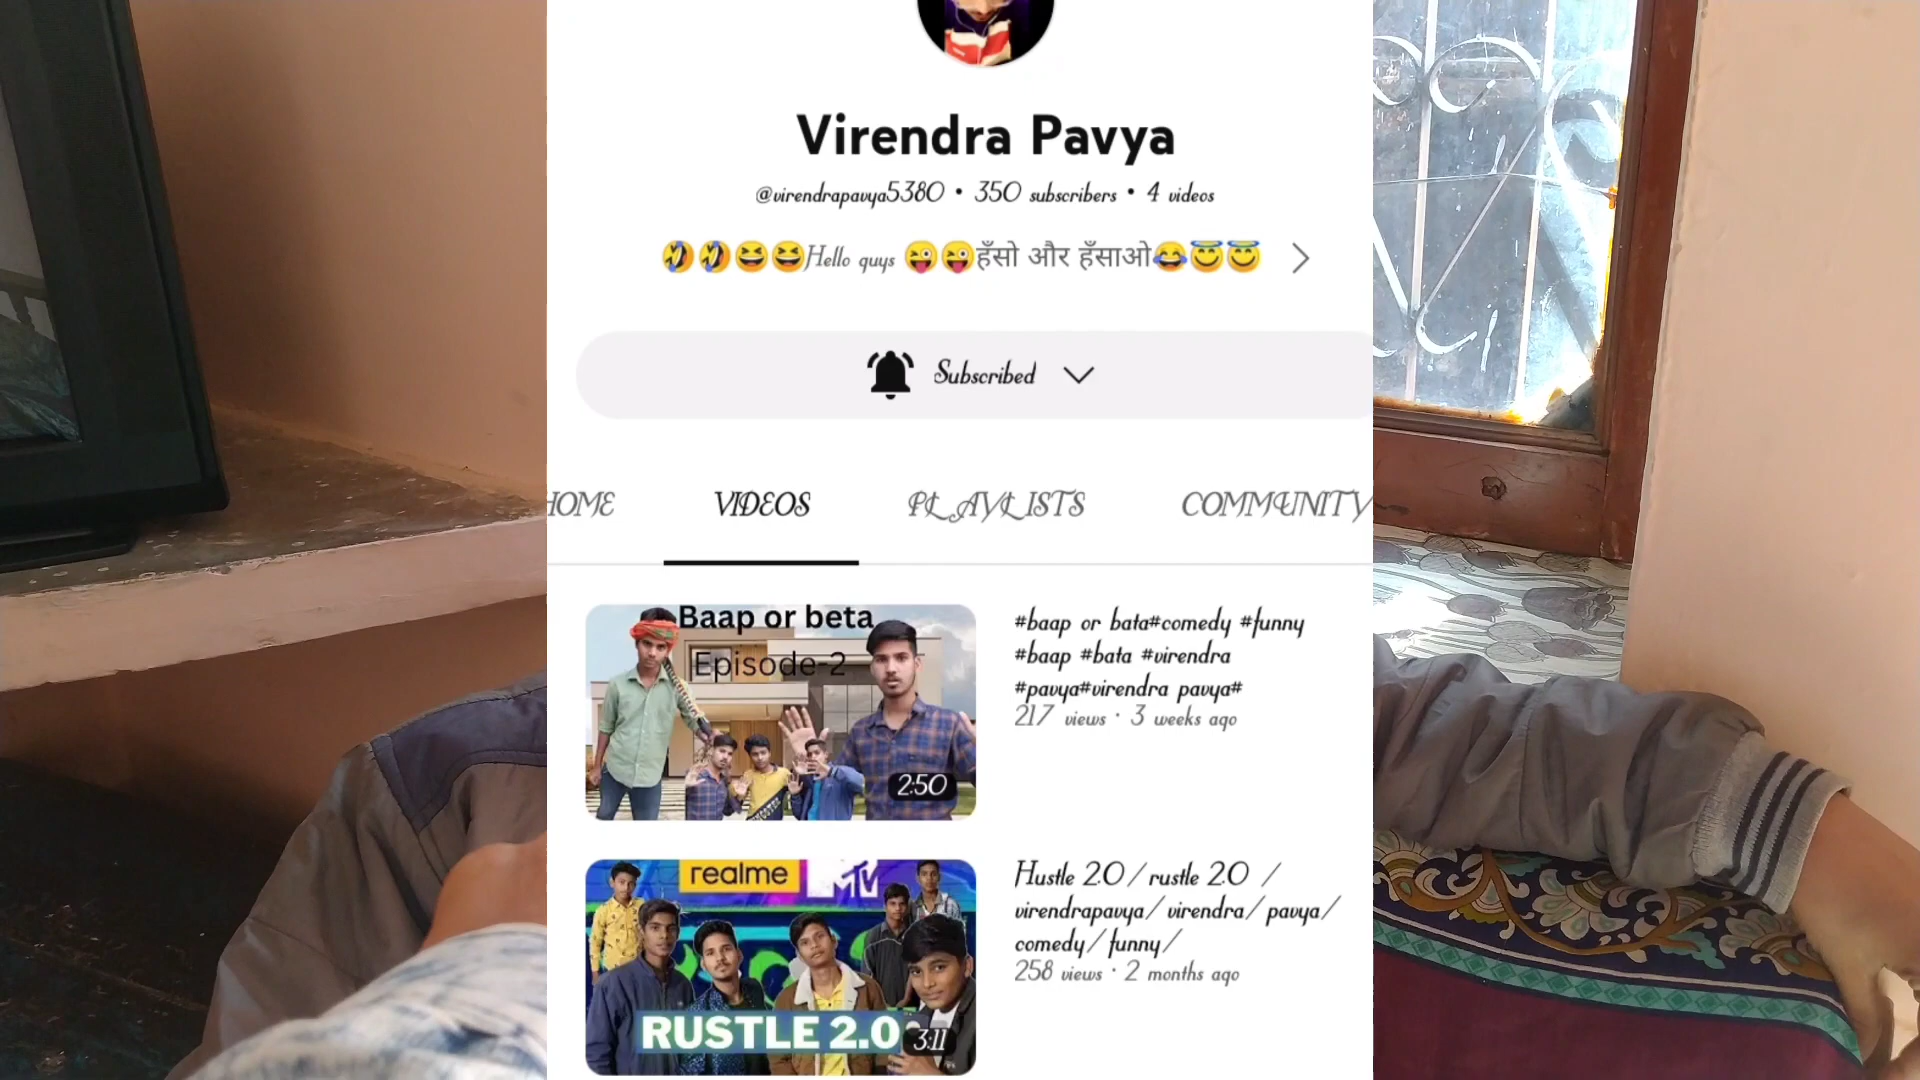 Virendra Pavya
@virendrapavya5380 • 350 subscribers • 4 videos
🤣🤣😆😆Hello guys 😜😜हँसो और हँसाओ😂😇😇
Subscribed
HOME VIDEOS PLAYLISTS COMMUNITY
Baap or beta
Episode-2
2:50
#baap or bata#comedy #funny
#baap #bata #virendra
#pavya#virendra pavya#
217 views · 3 weeks ago
realme MTV
RUSTLE 2.0
3:11
Hustle 2.0/rustle 2.0 /
virendrapavya/virendra/pavya/
comedy/funny/
258 views · 2 months ago